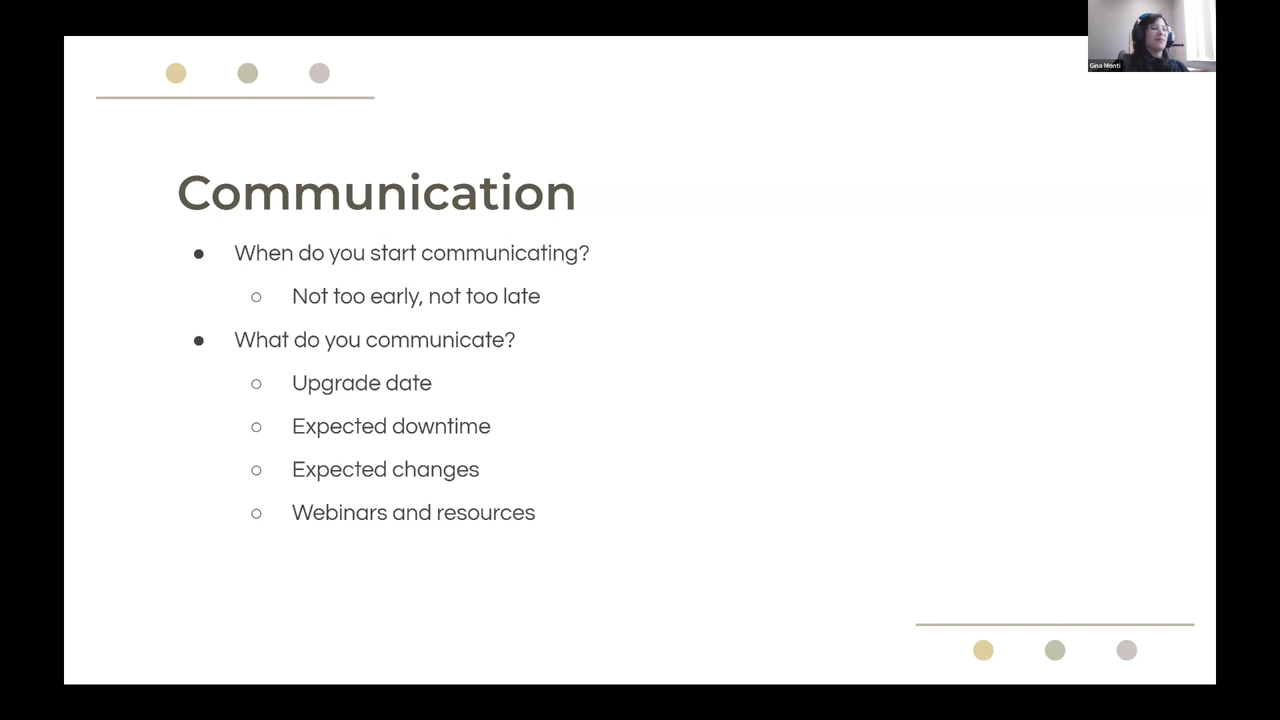 Gina Monti
Communication
● When do you start communicating?
○ Not too early, not too late
● What do you communicate?
○ Upgrade date
○ Expected downtime
○ Expected changes
○ Webinars and resources